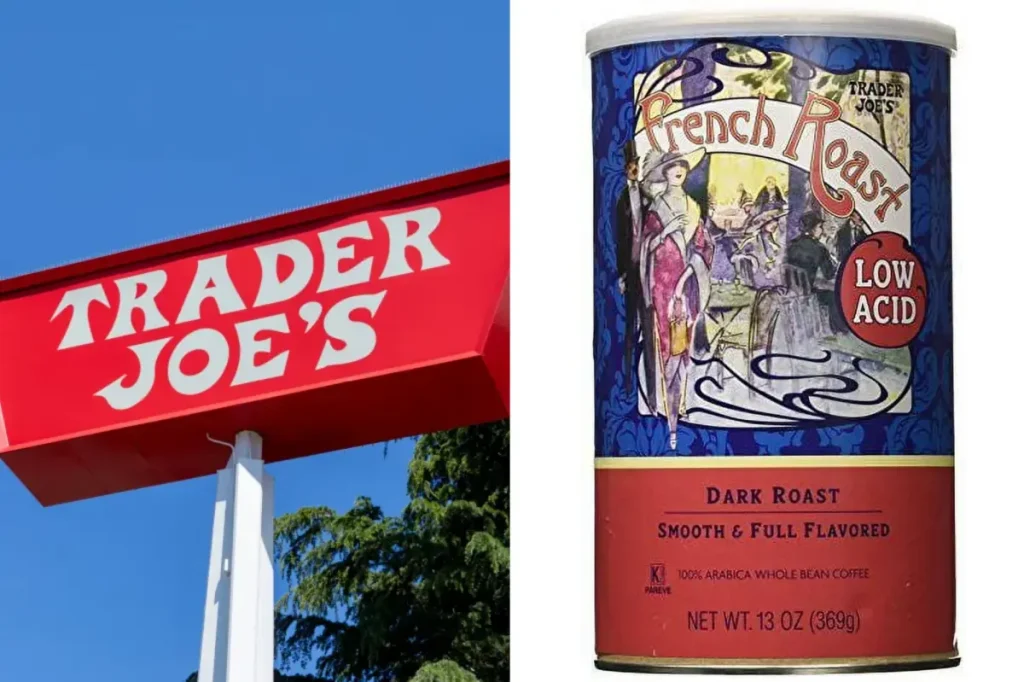 TRADER
JOE'S
TRADER
JOE'S
French Roast
LOW
ACID
DARK ROAST
SMOOTH & FULL FLAVORED
K
PAREVE
100% ARABICA WHOLE BEAN COFFEE
NET WT. 13 OZ (369g)